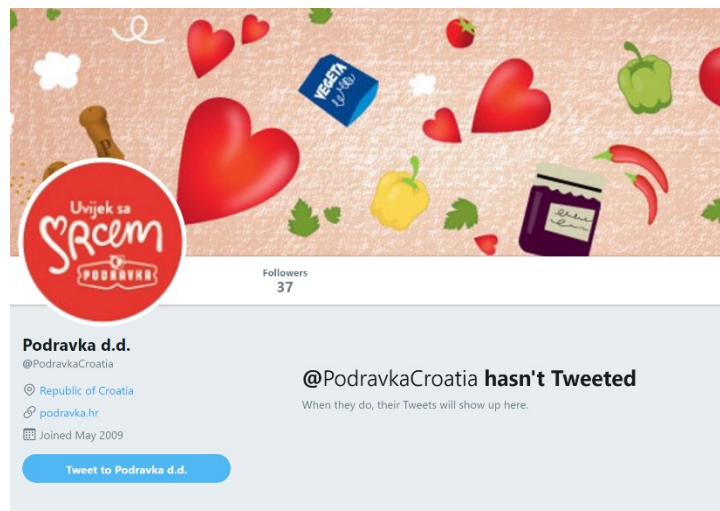 VEGETA
P
Uvijek sa
SRCEM
PODRAVKA
Followers
37
Podravka d.d.
@PodravkaCroatia
@PodravkaCroatia hasn't Tweeted
When they do, their Tweets will show up here.
Republic of Croatia
podravka.hr
Joined May 2009
Tweet to Podravka d.d.